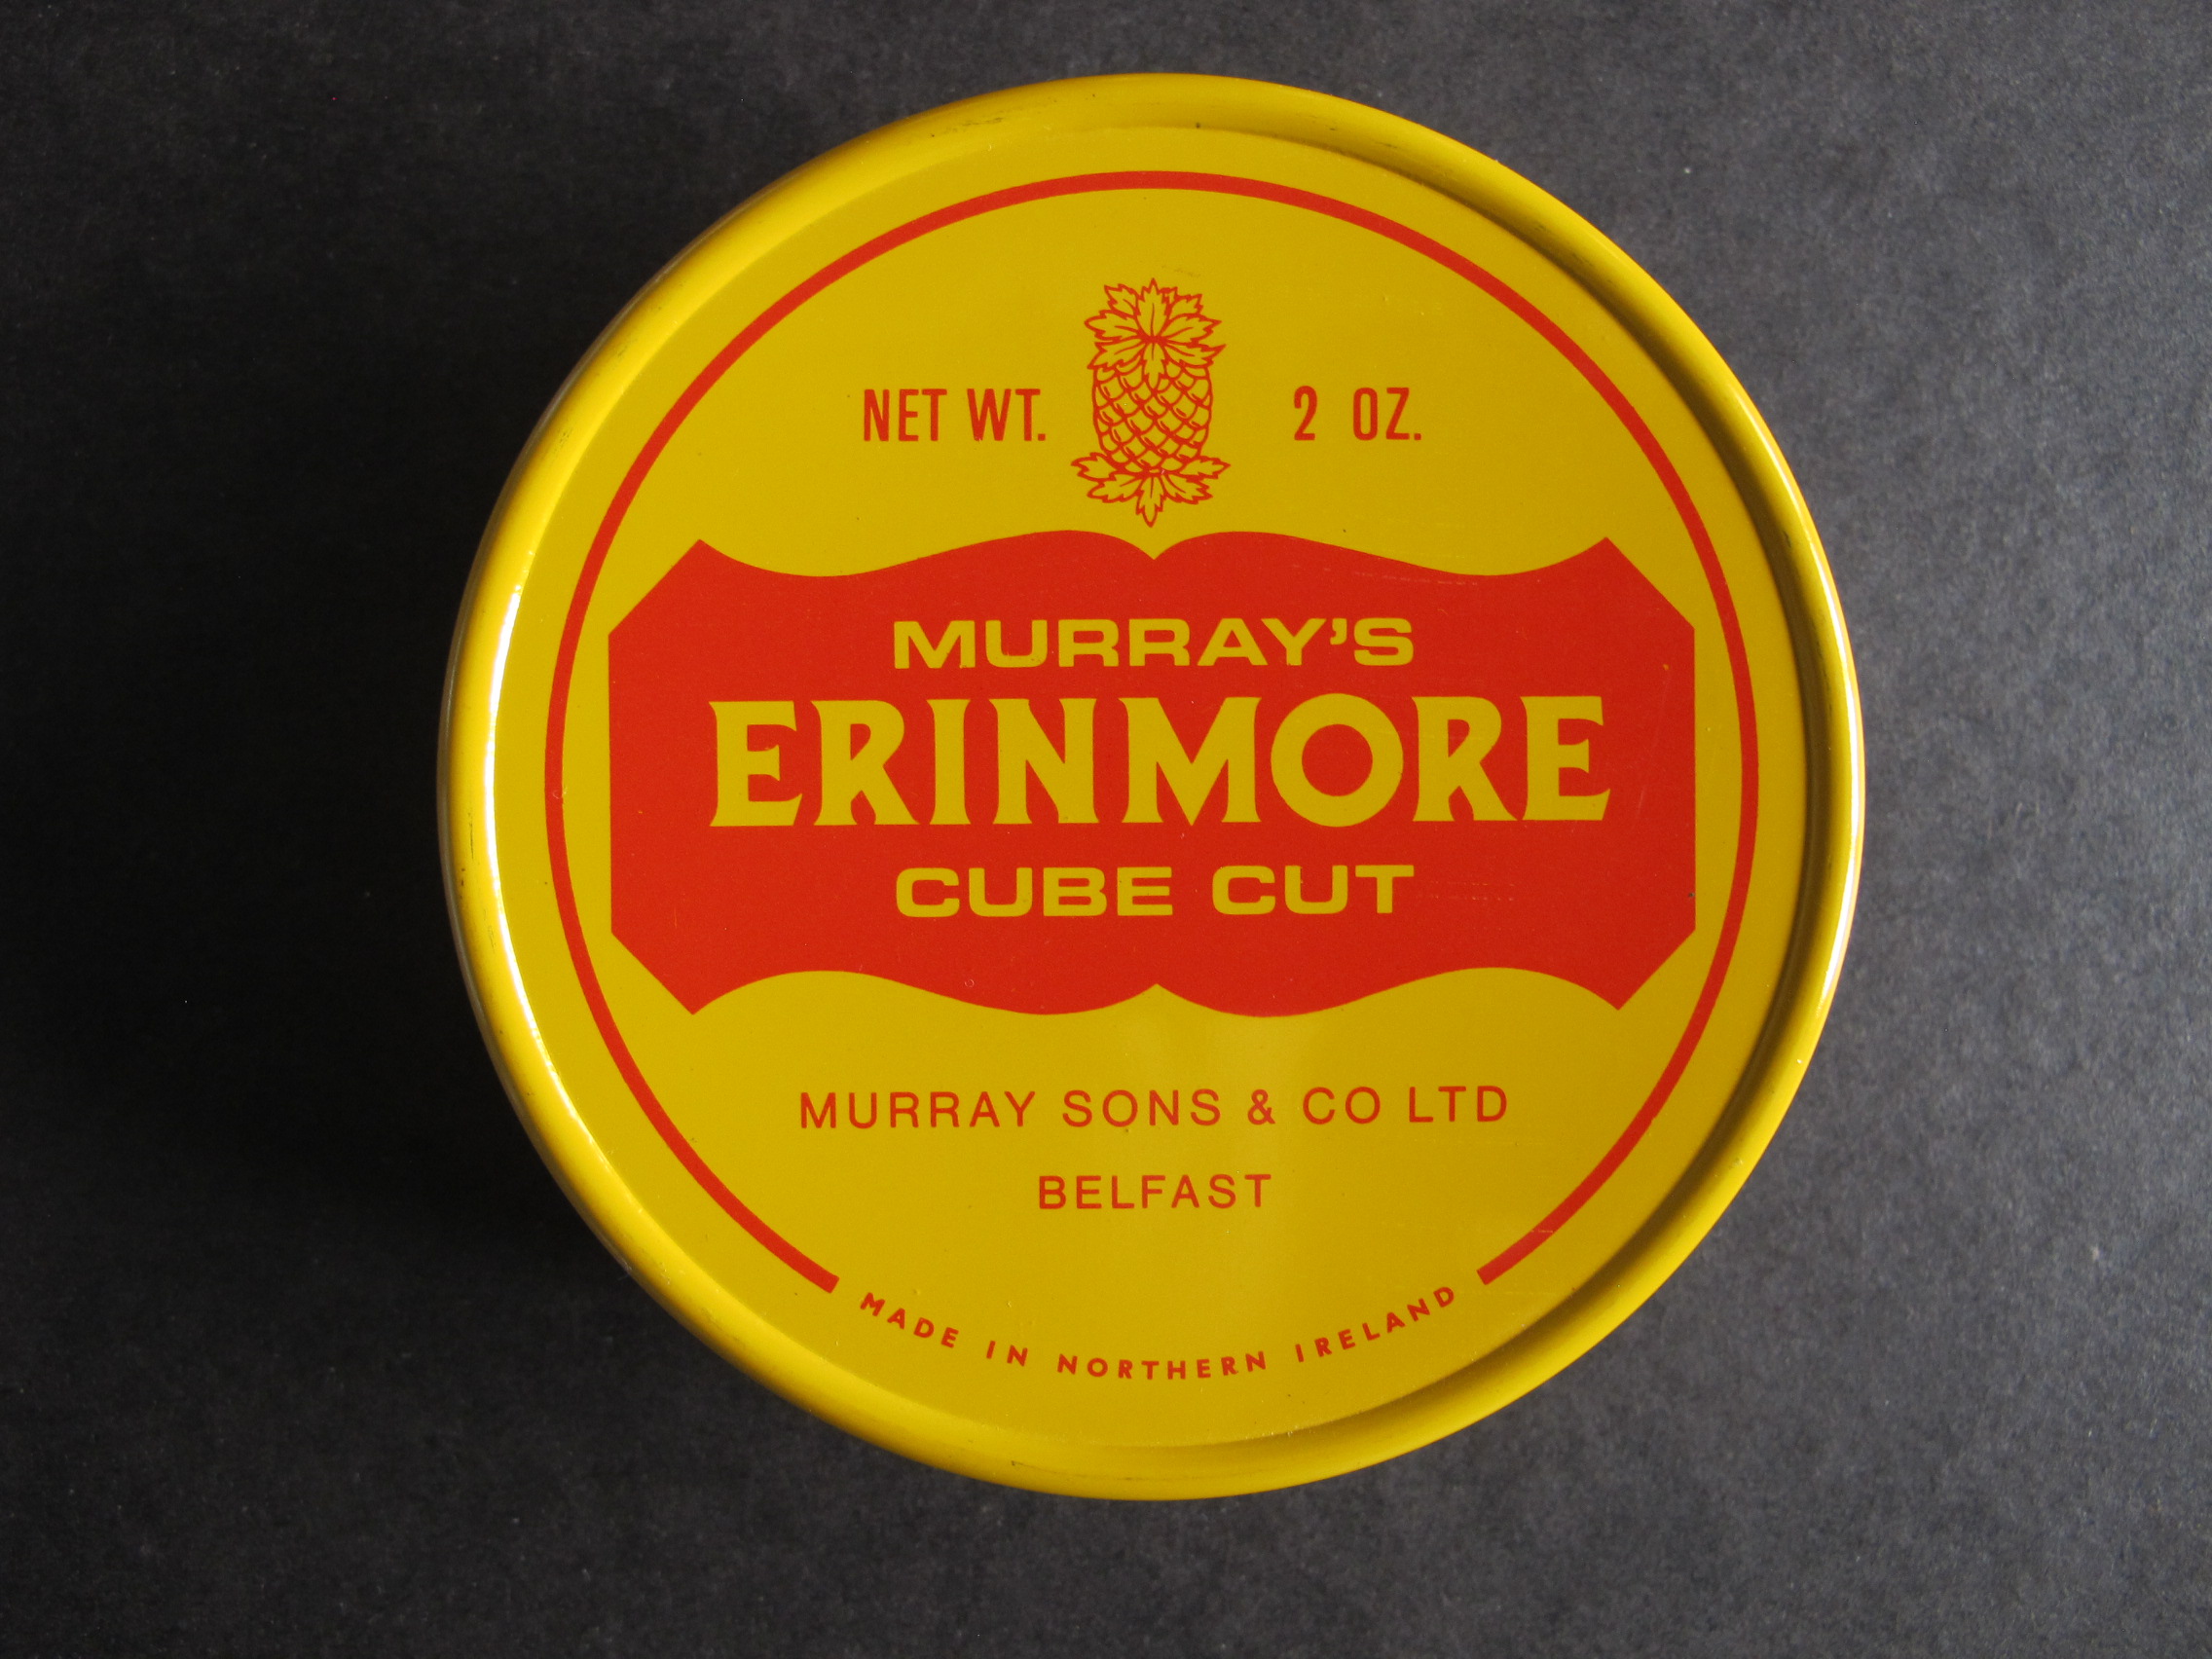 NET WT. 2 OZ.
MURRAY'S
ERINMORE
CUBE CUT
MURRAY SONS & CO LTD
BELFAST
MADE IN NORTHERN IRELAND